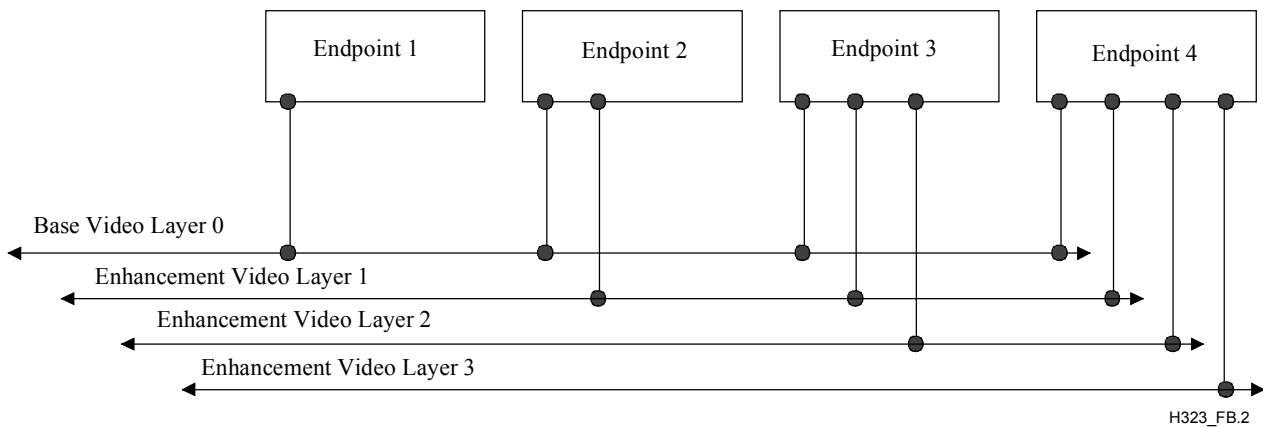 Endpoint 1
Endpoint 2
Endpoint 3
Endpoint 4
Base Video Layer 0
Enhancement Video Layer 1
Enhancement Video Layer 2
Enhancement Video Layer 3
H323_FB.2